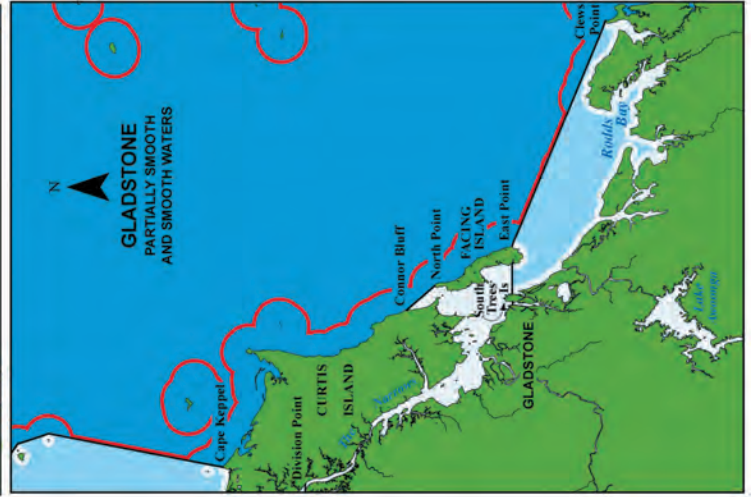 N
GLADSTONE
PARTIALLY SMOOTH
AND SMOOTH WATERS
Cape Keppel
Division Point
CURTIS
ISLAND
Connor Bluff
North Point
FACING
ISLAND
East Point
South
Trees
Is
The Narrows
GLADSTONE
Clews
Point
Rodds
Bay
Lake
Awoonga